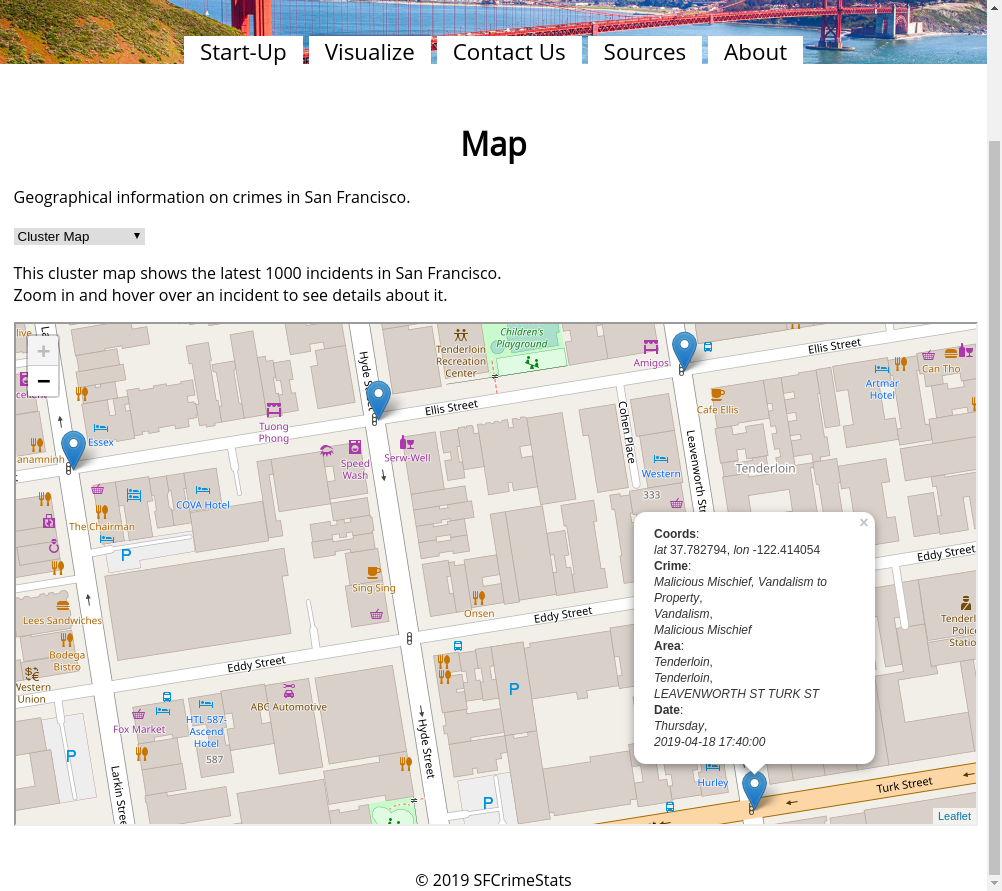 Start-Up
Visualize
Contact Us
Sources
About
Map
Geographical information on crimes in San Francisco.
Cluster Map
This cluster map shows the latest 1000 incidents in San Francisco.
Zoom in and hover over an incident to see details about it.
+
−
Children's
Playground
Tenderloin
Recreation
Center
Amigos
Ellis Street
Can Tho
Artmar
Hotel
Hyde
Ellis Street
Cohen Place
Cafe Ellis
Tuong
Phong
Essex
Speed
Wash
Serw-Well
Western
Tenderloin
333
COVA Hotel
The Chairman
P
Eddy Street
Sing Sing
Onsen
Eddy Street
Lees Sandwiches
Bodega
Bistro
Western
Union
Eddy Street
P
ABC Automotive
Fox Market
HTL 587-
Ascend
Hotel
587
Hyde Street
P
P
Larkin
Hurley
Turk Street
×
Coords:
lat 37.782794, lon -122.414054
Crime:
Malicious Mischief, Vandalism to
Property,
Vandalism,
Malicious Mischief
Area:
Tenderloin,
Tenderloin,
LEAVENWORTH ST TURK ST
Date:
Thursday,
2019-04-18 17:40:00
Leaflet
© 2019 SFCrimeStats